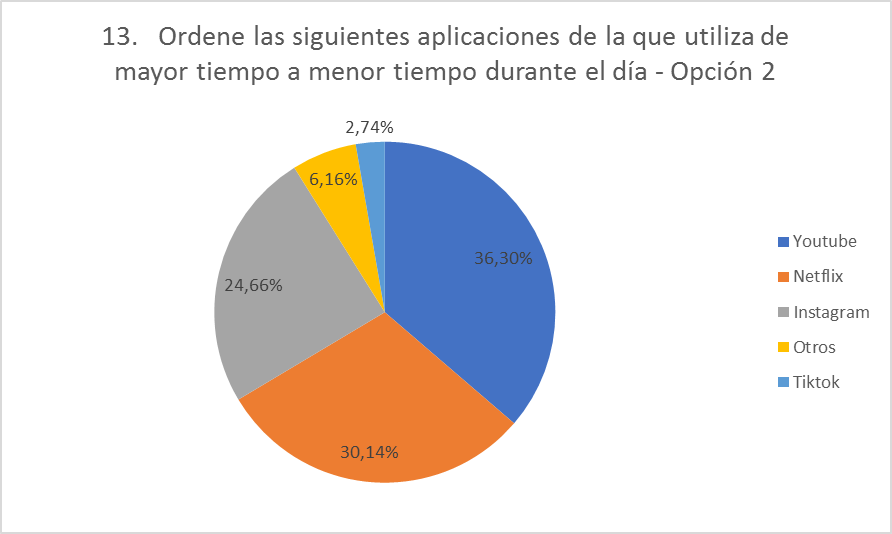 13. Ordene las siguientes aplicaciones de la que utiliza de
mayor tiempo a menor tiempo durante el día - Opción 2
2,74%
6,16%
36,30%
24,66%
30,14%
Youtube
Netflix
Instagram
Otros
Tiktok